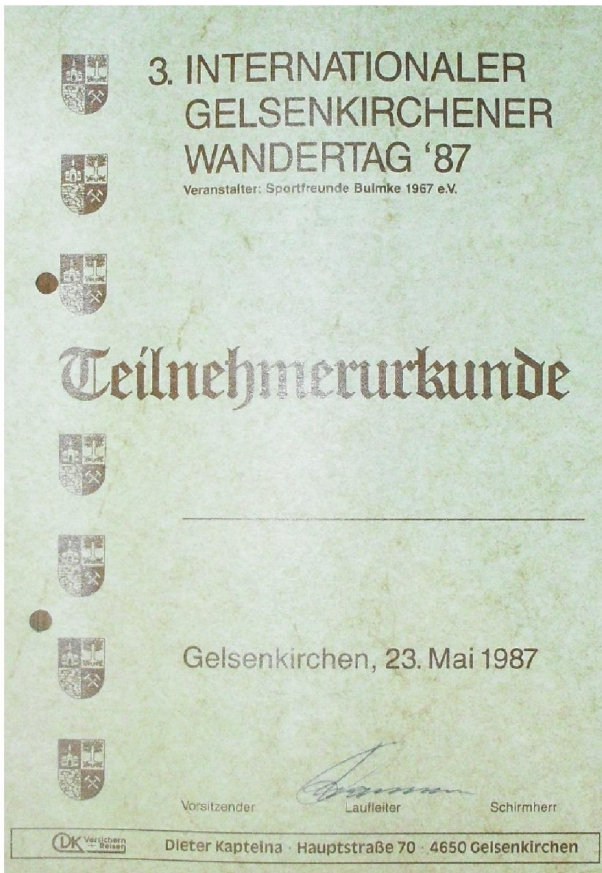 3. INTERNATIONALER
GELSENKIRCHENER
WANDERTAG ‘87
Veranstalter: Sportfreunde Bulmke 1967 e.V.
Teilnehmerurkunde
Gelsenkirchen, 23. Mai 1987
Vorsitzender Laufleiter Schirmherr
CDK Versichern + Reisen Dieter Kapteina · Hauptstraße 70 · 4650 Gelsenkirchen